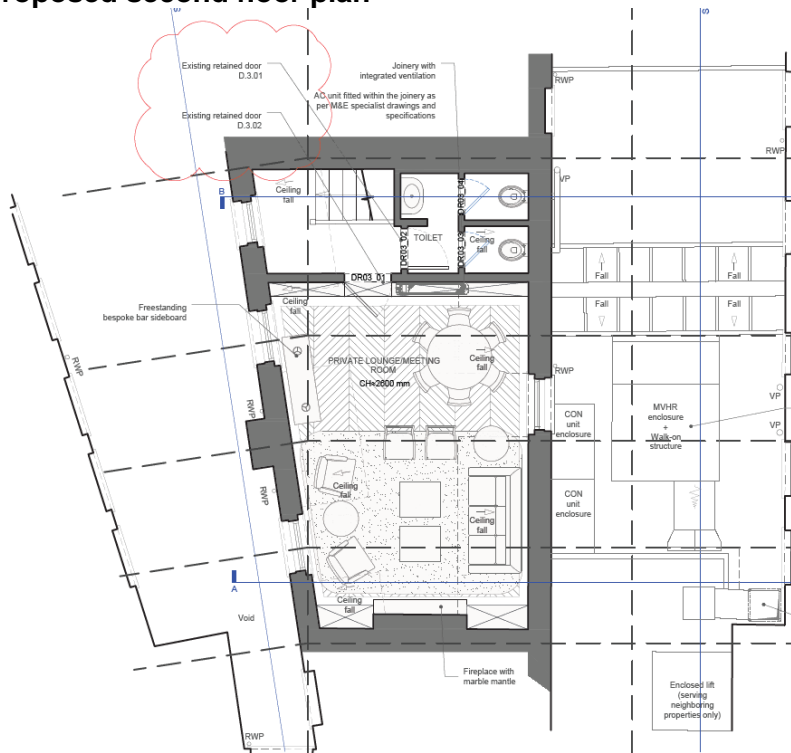 roposed second floor plan
S
S
Existing retained door
D.3.01
Joinery with
integrated ventilation
AC unit fitted within the joinery as
per M&E specialist drawings and
specifications
Existing retained door
D.3.02
RWP
RWP
VP
B
Ceiling
fall
DR03_04
TOILET
DR03_02
DR03_03
Ceiling
fall
DR03_01
Fall
Fall
Fall
Fall
Ceiling
fall
Freestanding
bespoke bar sideboard
PRIVATE LOUNGE/MEETING
ROOM
CH=2600 mm
Ceiling
fall
RWP
RWP
RWP
VP
VP
CON
unit
enclosure
MVHR
enclosure
+
Walk-on
structure
CON
unit
enclosure
RWP
Ceiling
fall
Ceiling
fall
A
Ceiling
fall
Void
Fireplace with
marble mantle
Enclosed lift
(serving
neighboring
properties only)
RWP